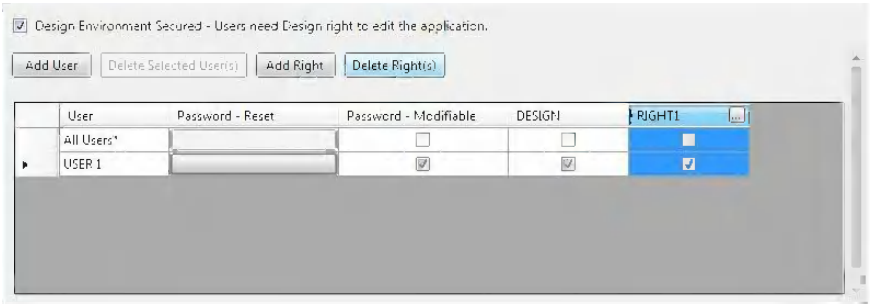 Design Environment Secured - Users need Design right to edit the application.
Add User Delete Selected User(s) Add Right Delete Right(s)
User Password - Reset Password - Modifiable DESIGN RIGHT1 ...
All Users*
USER 1